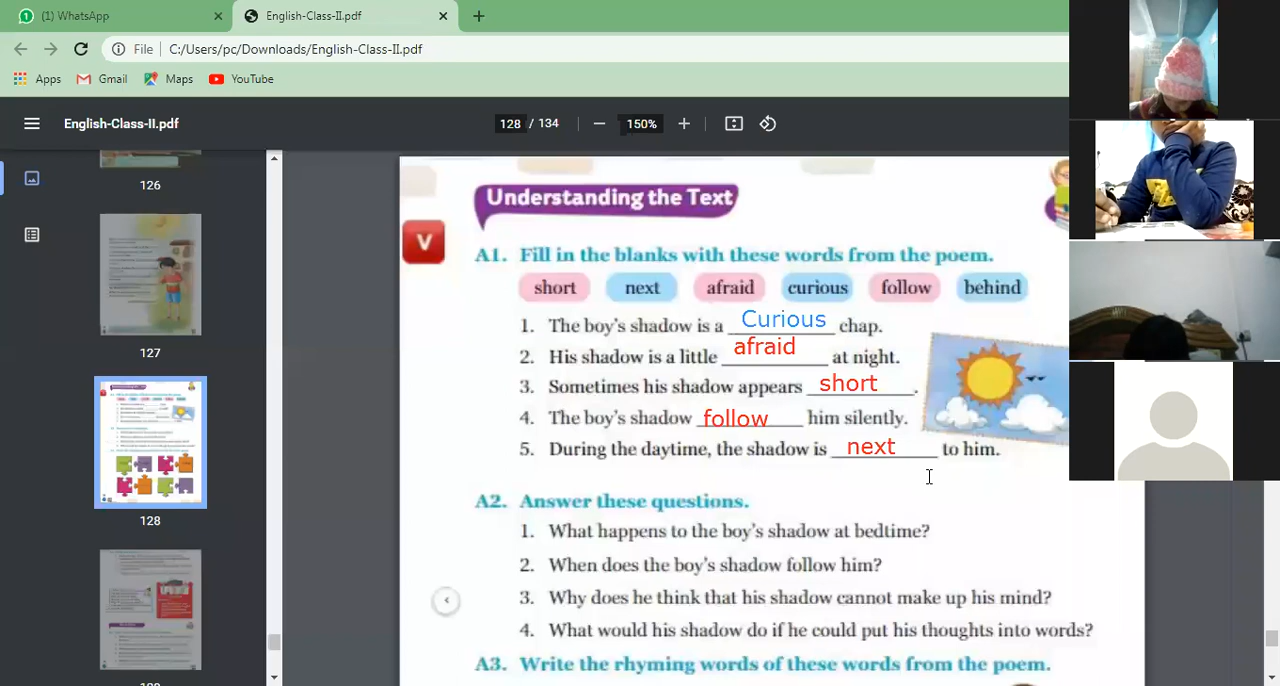 (1) WhatsApp
English-Class-II.pdf
File C:/Users/pc/Downloads/English-Class-II.pdf
Apps Gmail Maps YouTube
English-Class-II.pdf 128 / 134 150%
126
127
128
Understanding the Text
V
A1. Fill in the blanks with these words from the poem.
short next afraid curious follow behind
1. The boy's shadow is a Curious chap.
2. His shadow is a little afraid at night.
3. Sometimes his shadow appears short.
4. The boy's shadow follow him silently.
5. During the daytime, the shadow is next to him.
A2. Answer these questions.
1. What happens to the boy's shadow at bedtime?
2. When does the boy's shadow follow him?
3. Why does he think that his shadow cannot make up his mind?
4. What would his shadow do if he could put his thoughts into words?
A3. Write the rhyming words of these words from the poem.